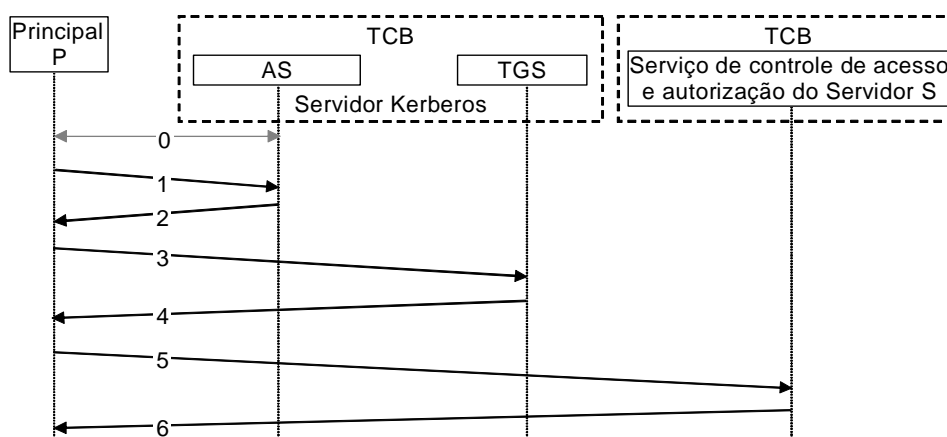 Principal
P
TCB
AS
TGS
Servidor Kerberos
TCB
Serviço de controle de acesso
e autorização do Servidor S
0
1
2
3
4
5
6